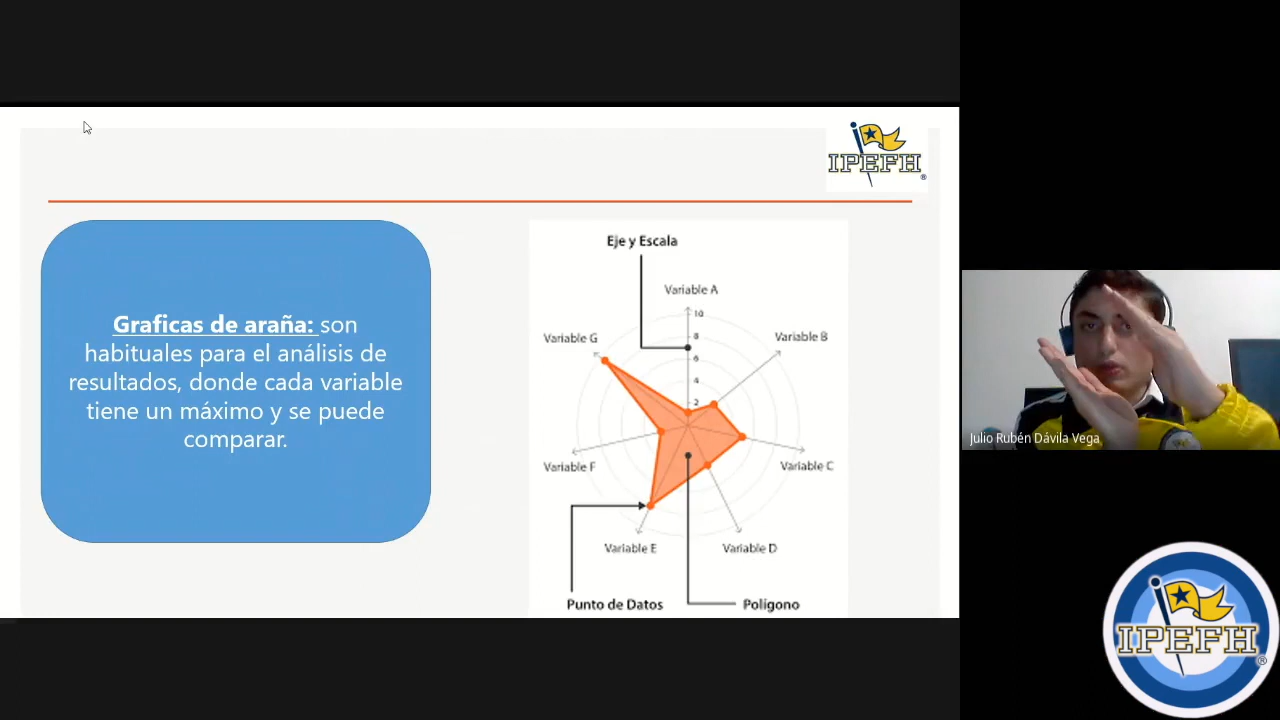 IPEFH
®
Graficas de araña: son
habituales para el análisis de
resultados, donde cada variable
tiene un máximo y se puede
comparar.
Eje y Escala
Variable A
10
8
6
4
2
Variable B
Variable G
Variable C
Variable F
Variable D
Variable E
Punto de Datos
Polígono
Julio Rubén Dávila Vega
IPEFH
®